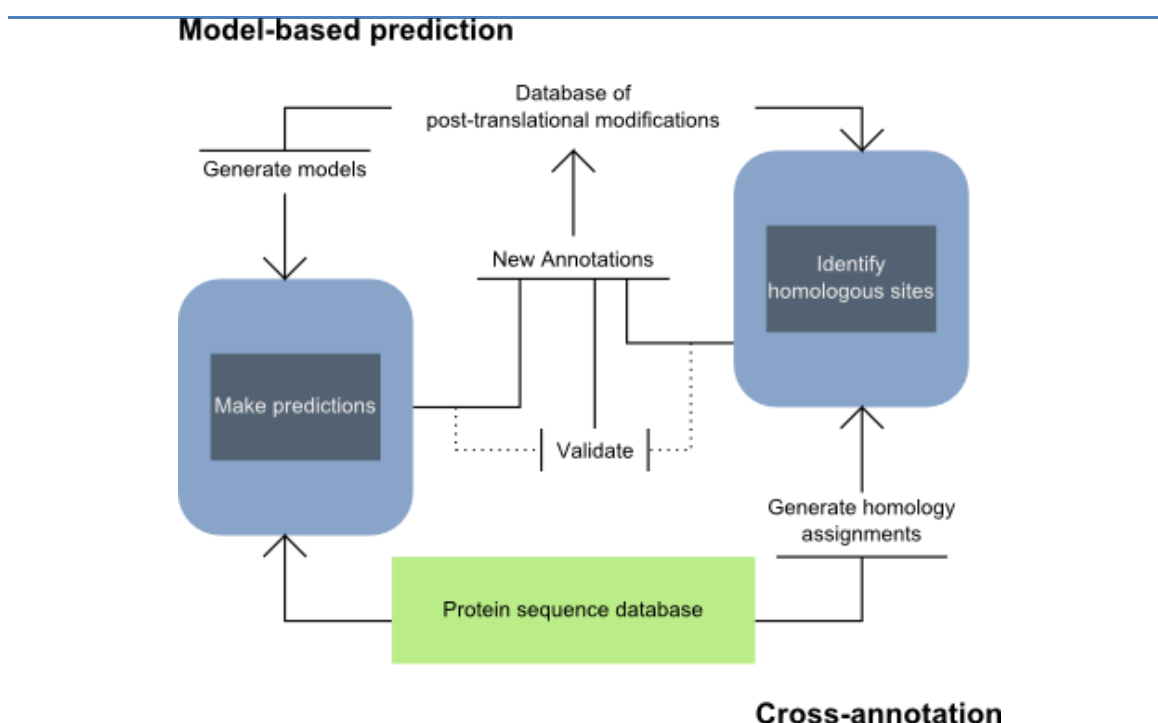 Model-based prediction
Database of
post-translational modifications
Generate models
New Annotations
Identify
homologous sites
Make predictions
Validate
Generate homology
assignments
Protein sequence database
Cross-annotation